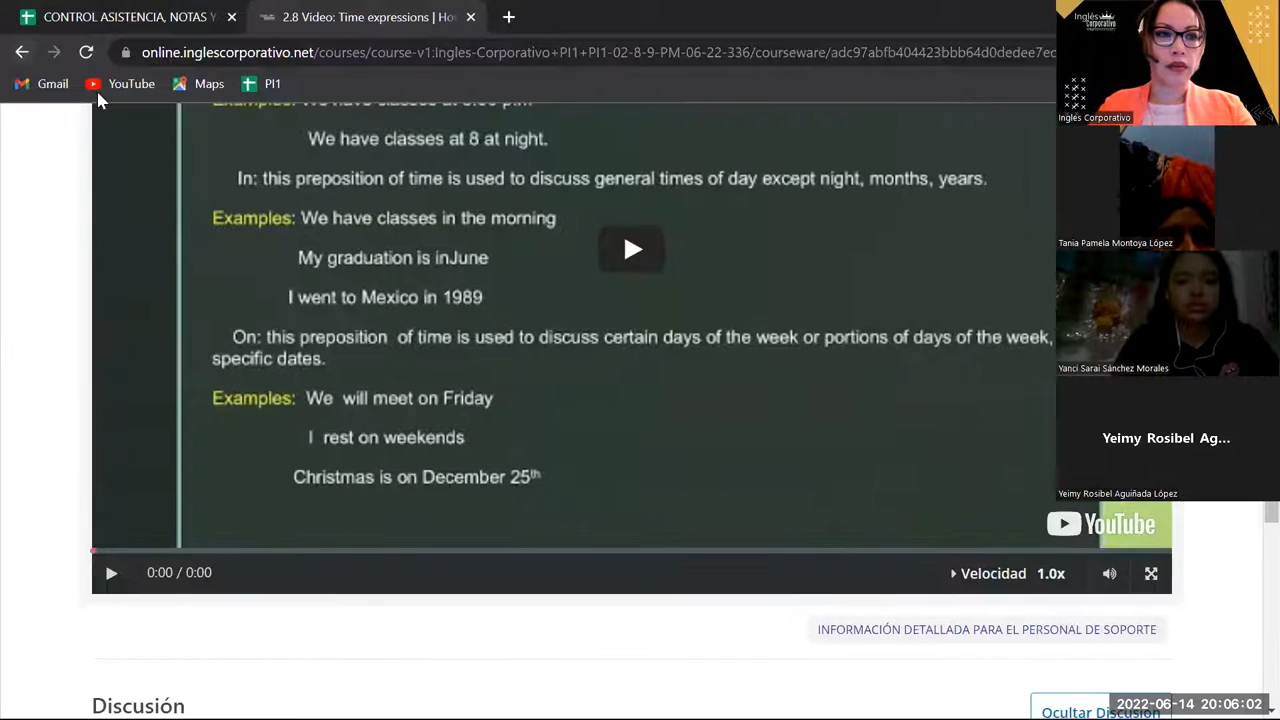 CONTROL ASISTENCIA, NOTAS Y
2.8 Video: Time expressions | Ho
online.inglescorporativo.net/courses/course-v1:Ingles-Corporativo+PI1+PI1-02-8-9-PM-06-22-336/courseware/adc97abfb404423bbb64d0dedee7ec
Gmail
YouTube
Maps
PI1
We have classes at 8 at night.
In: this preposition of time is used to discuss general times of day except night, months, years.
Examples: We have classes in the morning
My graduation is inJune
I went to Mexico in 1989
On: this preposition of time is used to discuss certain days of the week or portions of days of the week,
specific dates.
Examples: We will meet on Friday
I rest on weekends
Christmas is on December 25th
YouTube
0:00 / 0:00
Velocidad 1.0x
INFORMACIÓN DETALLADA PARA EL PERSONAL DE SOPORTE
Discusión
Ocultar Discusión
Inglés
Corporativo
Inglés Corporativo
Tania Pamela Montoya López
Yanci Sarai Sánchez Morales
Yeimy Rosibel Ag...
Yeimy Rosibel Aguiñada López
2022-06-14 20:06:02